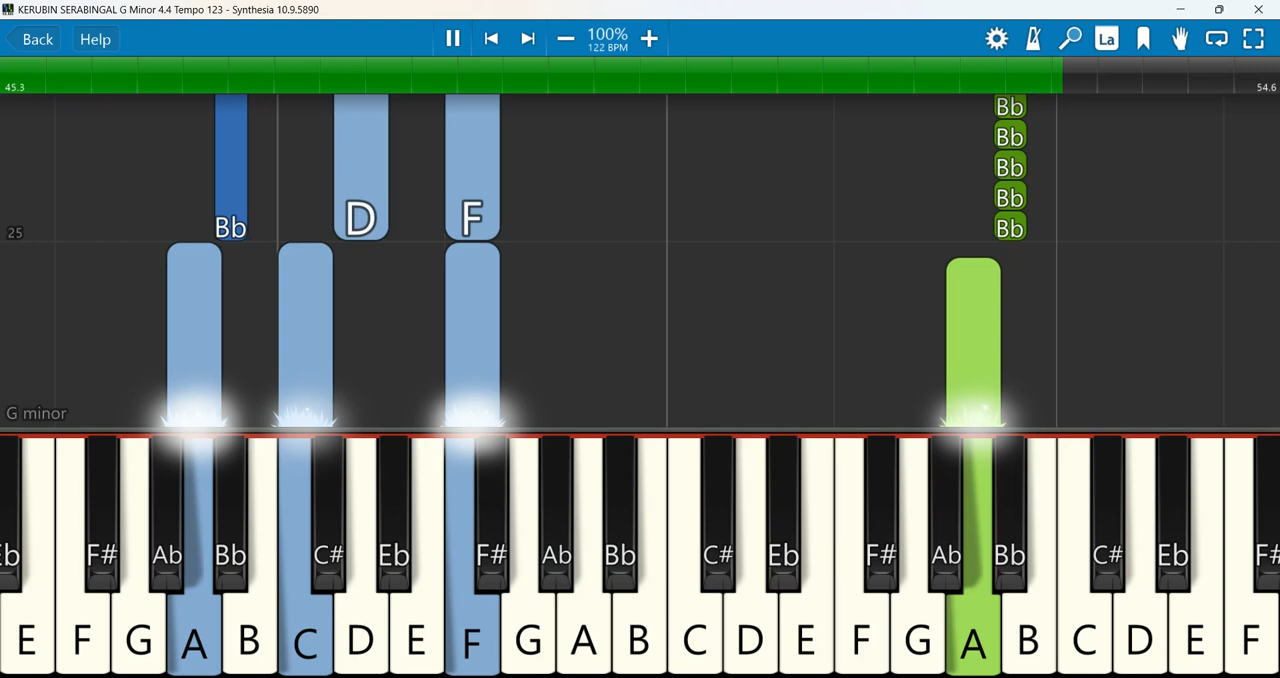 KERUBIN SERABINGAL G Minor 4.4 Tempo 123 - Synthesia 10.9.5890
Back Help 100% La
122 BPM
45.3 54.6
Bb
Bb
Bb
Bb
D F
Bb Bb
25
G minor
Eb F# Ab Bb C# Eb F# Ab Bb C# Eb F# Ab Bb C# Eb F#
E F G A B C D E F G A B C D E F G A B C D E F